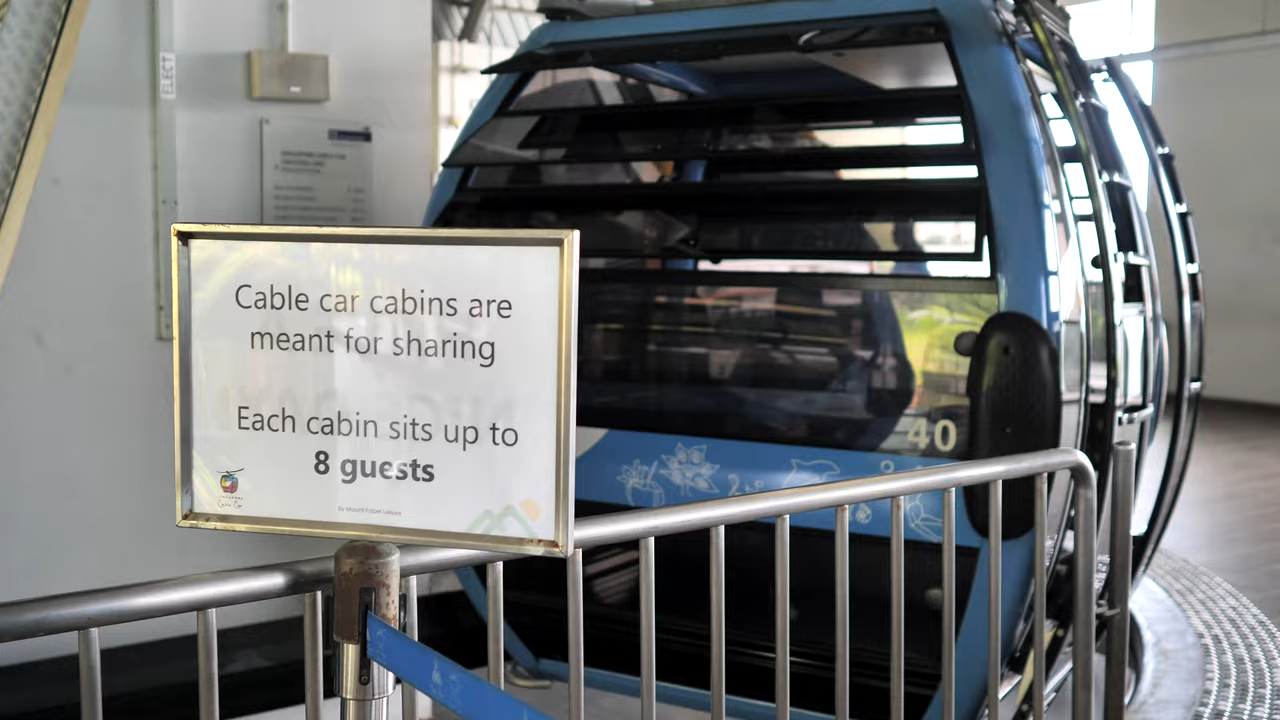 ELECT
Cable car cabins are
meant for sharing
Each cabin sits up to
8 guests
by Mount Faber Leisure
40